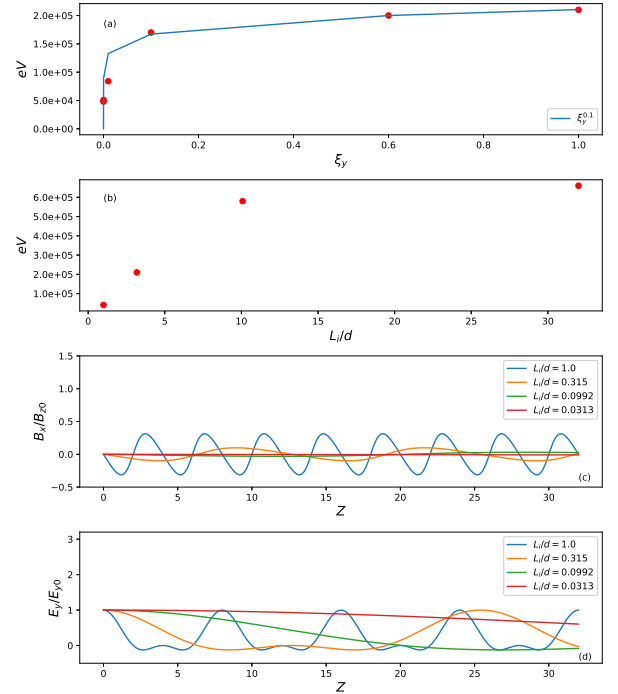 (a)
eV
2.0e+05
1.5e+05
1.0e+05
5.0e+04
0.0e+00
ξ_y^0.1
0.0 0.2 0.4 0.6 0.8 1.0
ξ_y
(b)
eV
6.0e+05
5.0e+05
4.0e+05
3.0e+05
2.0e+05
1.0e+05
0 5 10 15 20 25 30
L_i/d
B_x/B_z0
1.5
1.0
0.5
0.0
−0.5
L_i/d = 1.0
L_i/d = 0.315
L_i/d = 0.0992
L_i/d = 0.0313
(c)
0 5 10 15 20 25 30
Z
E_y/E_y0
3
2
1
0
L_i/d = 1.0
L_i/d = 0.315
L_i/d = 0.0992
L_i/d = 0.0313
(d)
0 5 10 15 20 25 30
Z